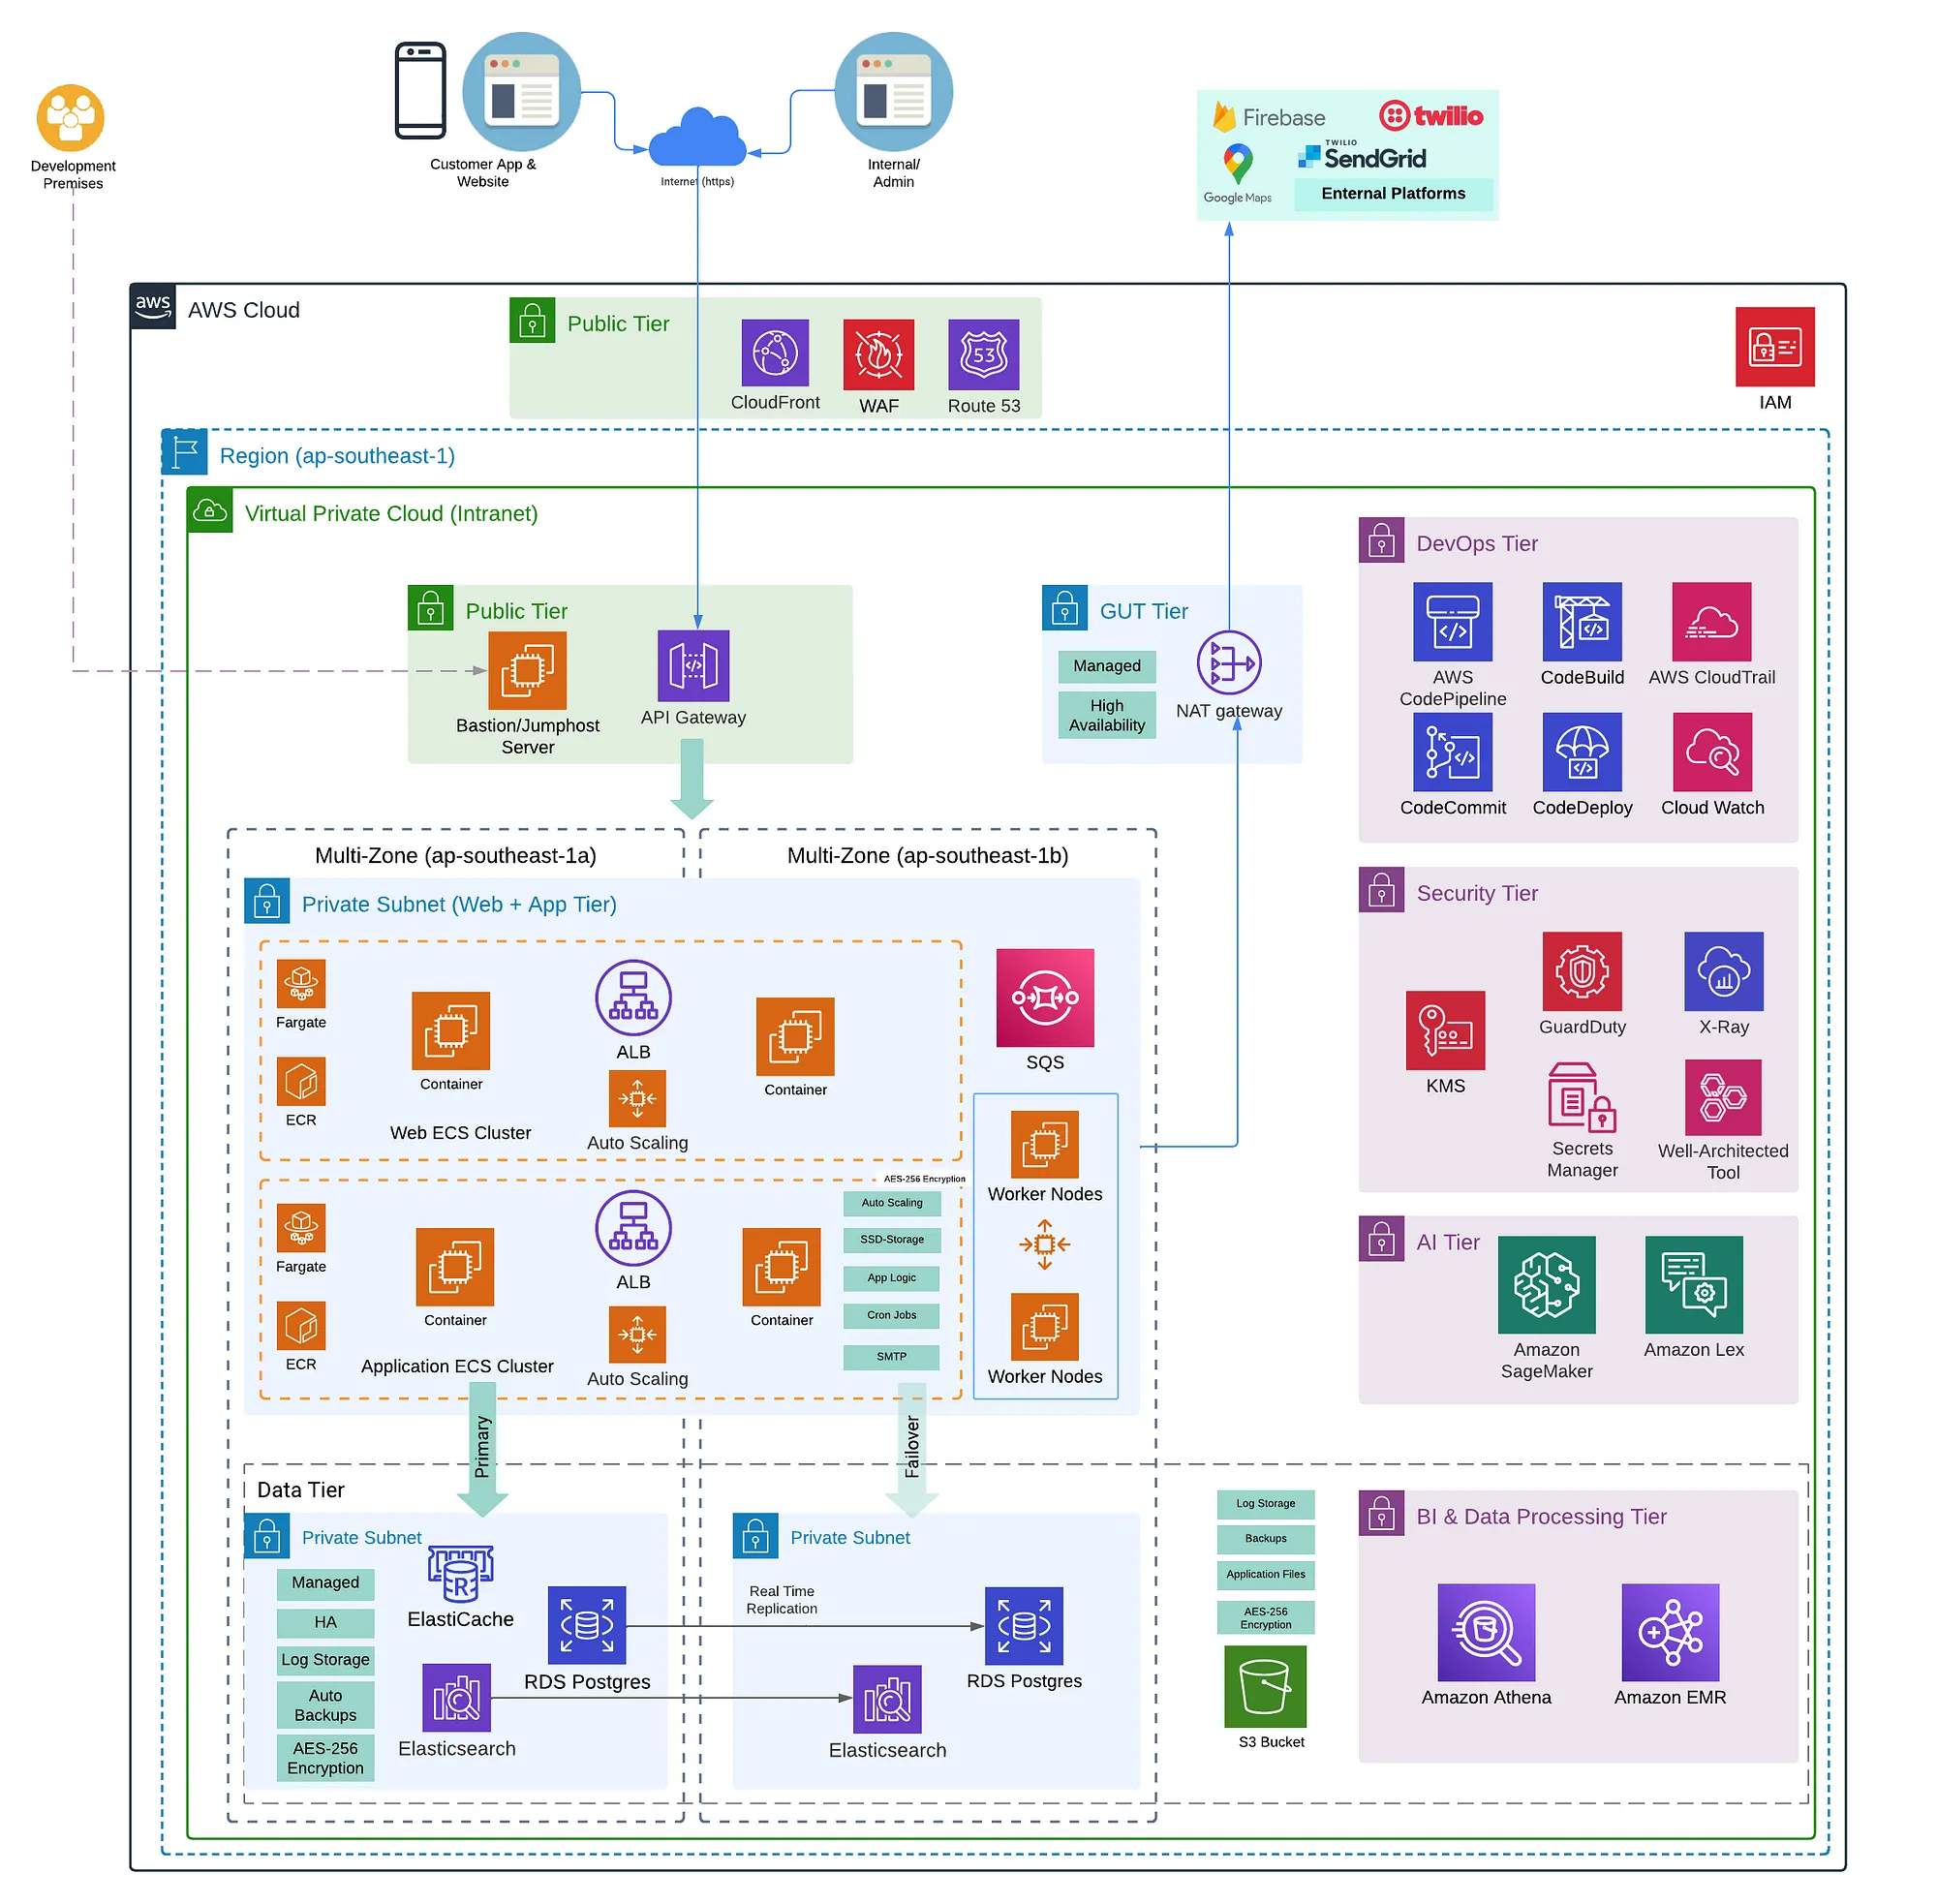 Development
Premises
Customer App &
Website
Internet (https)
Internal/
Admin
Firebase
twilio
Google Maps
TWILIO
SendGrid
Enternal Platforms
aws
AWS Cloud
Public Tier
CloudFront
WAF
53
Route 53
IAM
Region (ap-southeast-1)
Virtual Private Cloud (Intranet)
Public Tier
Bastion/Jumphost
Server
API Gateway
GUT Tier
Managed
High
Availability
NAT gateway
DevOps Tier
AWS
CodePipeline
CodeBuild
AWS CloudTrail
CodeCommit
CodeDeploy
Cloud Watch
Multi-Zone (ap-southeast-1a)
Multi-Zone (ap-southeast-1b)
Private Subnet (Web + App Tier)
Fargate
ECR
Container
Web ECS Cluster
ALB
Auto Scaling
Container
SQS
Fargate
ECR
Container
Application ECS Cluster
ALB
Auto Scaling
Container
AES-256 Encryption
Auto Scaling
SSD-Storage
App Logic
Cron Jobs
SMTP
Worker Nodes
Worker Nodes
Security Tier
KMS
GuardDuty
X-Ray
Secrets
Manager
Well-Architected
Tool
AI Tier
Amazon
SageMaker
Amazon Lex
Primary
Failover
Data Tier
Private Subnet
Managed
HA
Log Storage
Auto
Backups
AES-256
Encryption
R
ElastiCache
RDS Postgres
Elasticsearch
Private Subnet
Real Time
Replication
RDS Postgres
Elasticsearch
Log Storage
Backups
Application Files
AES-256
Encryption
S3 Bucket
BI & Data Processing Tier
Amazon Athena
Amazon EMR